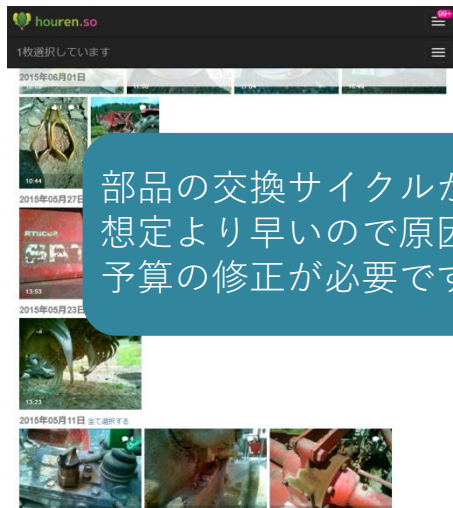 houren.so
99+
1枚選択しています
2015年06月01日
10:44
部品の交換サイクルが
想定より早いので原因
予算の修正が必要です
2015年05月27日
13:53
2015年05月23日
13:23
2015年05月11日 全て選択する